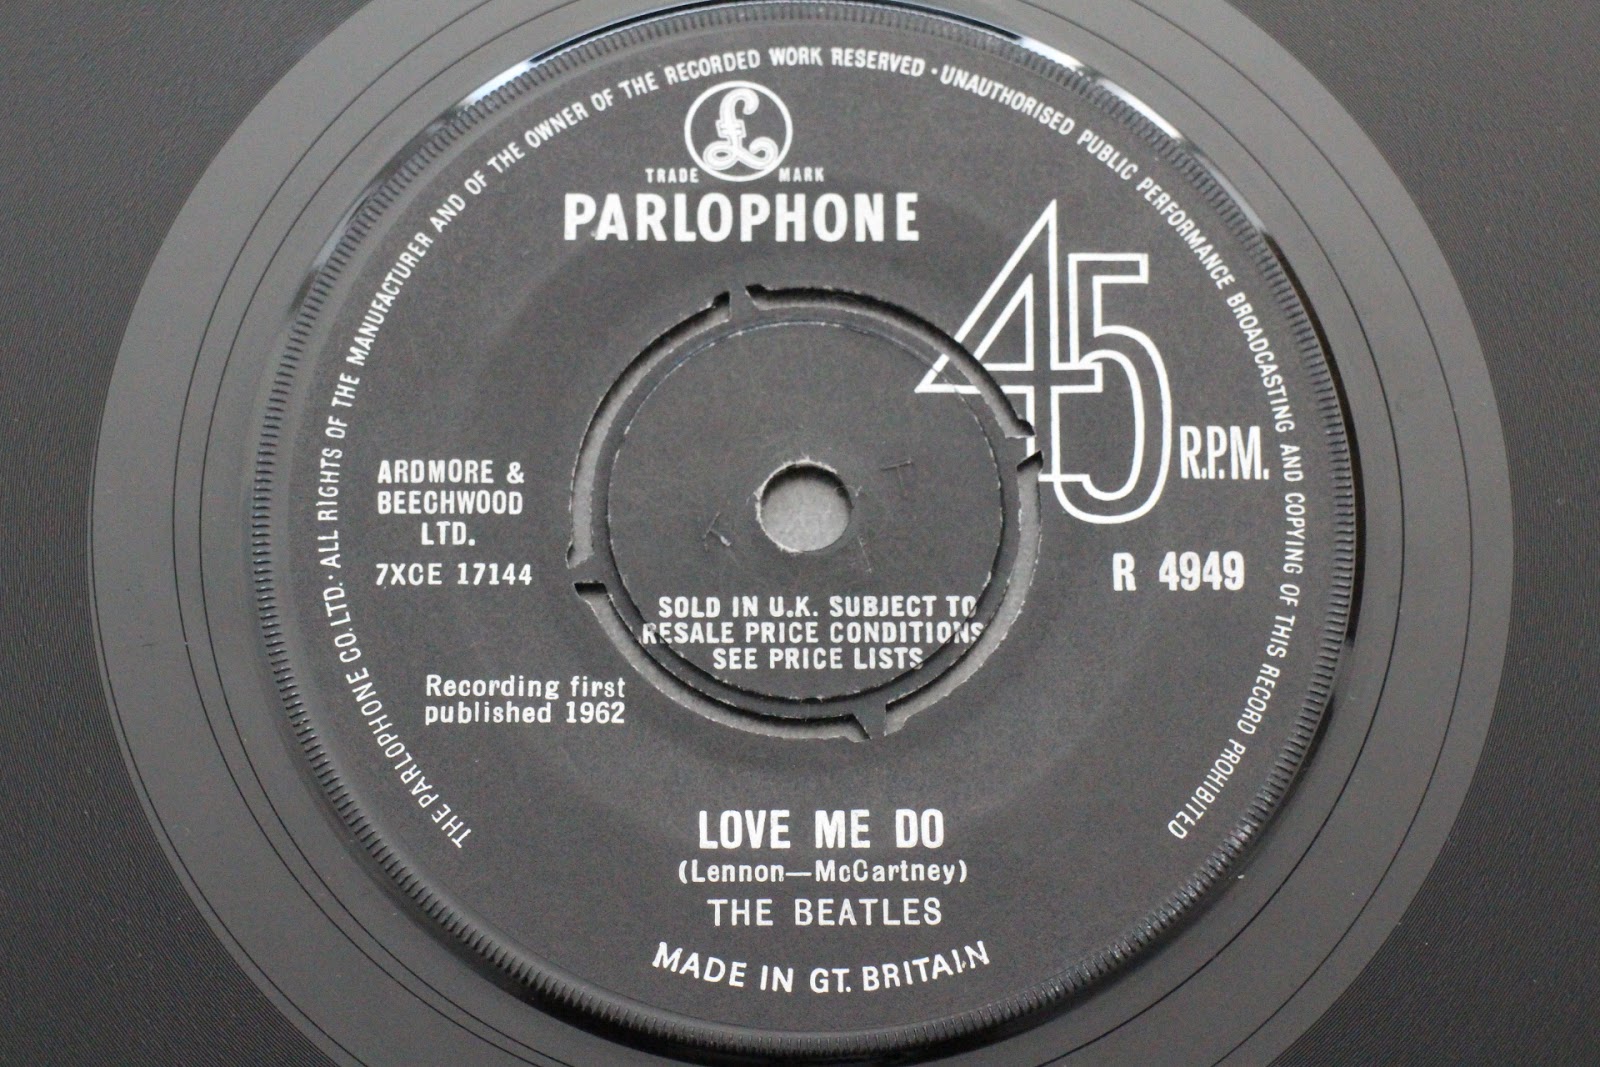 THE PARLOPHONE CO. LTD. · ALL RIGHTS OF THE MANUFACTURER AND OF THE OWNER OF THE RECORDED WORK RESERVED · UNAUTHORISED PUBLIC PERFORMANCE BROADCASTING AND COPYING OF THIS RECORD PROHIBITED
£
TRADE MARK
PARLOPHONE
45 R.P.M.
ARDMORE &
BEECHWOOD
LTD.
7XCE 17144
R 4949
K T
SOLD IN U.K. SUBJECT TO
RESALE PRICE CONDITIONS
SEE PRICE LISTS
Recording first
published 1962
LOVE ME DO
(Lennon—McCartney)
THE BEATLES
MADE IN GT. BRITAIN